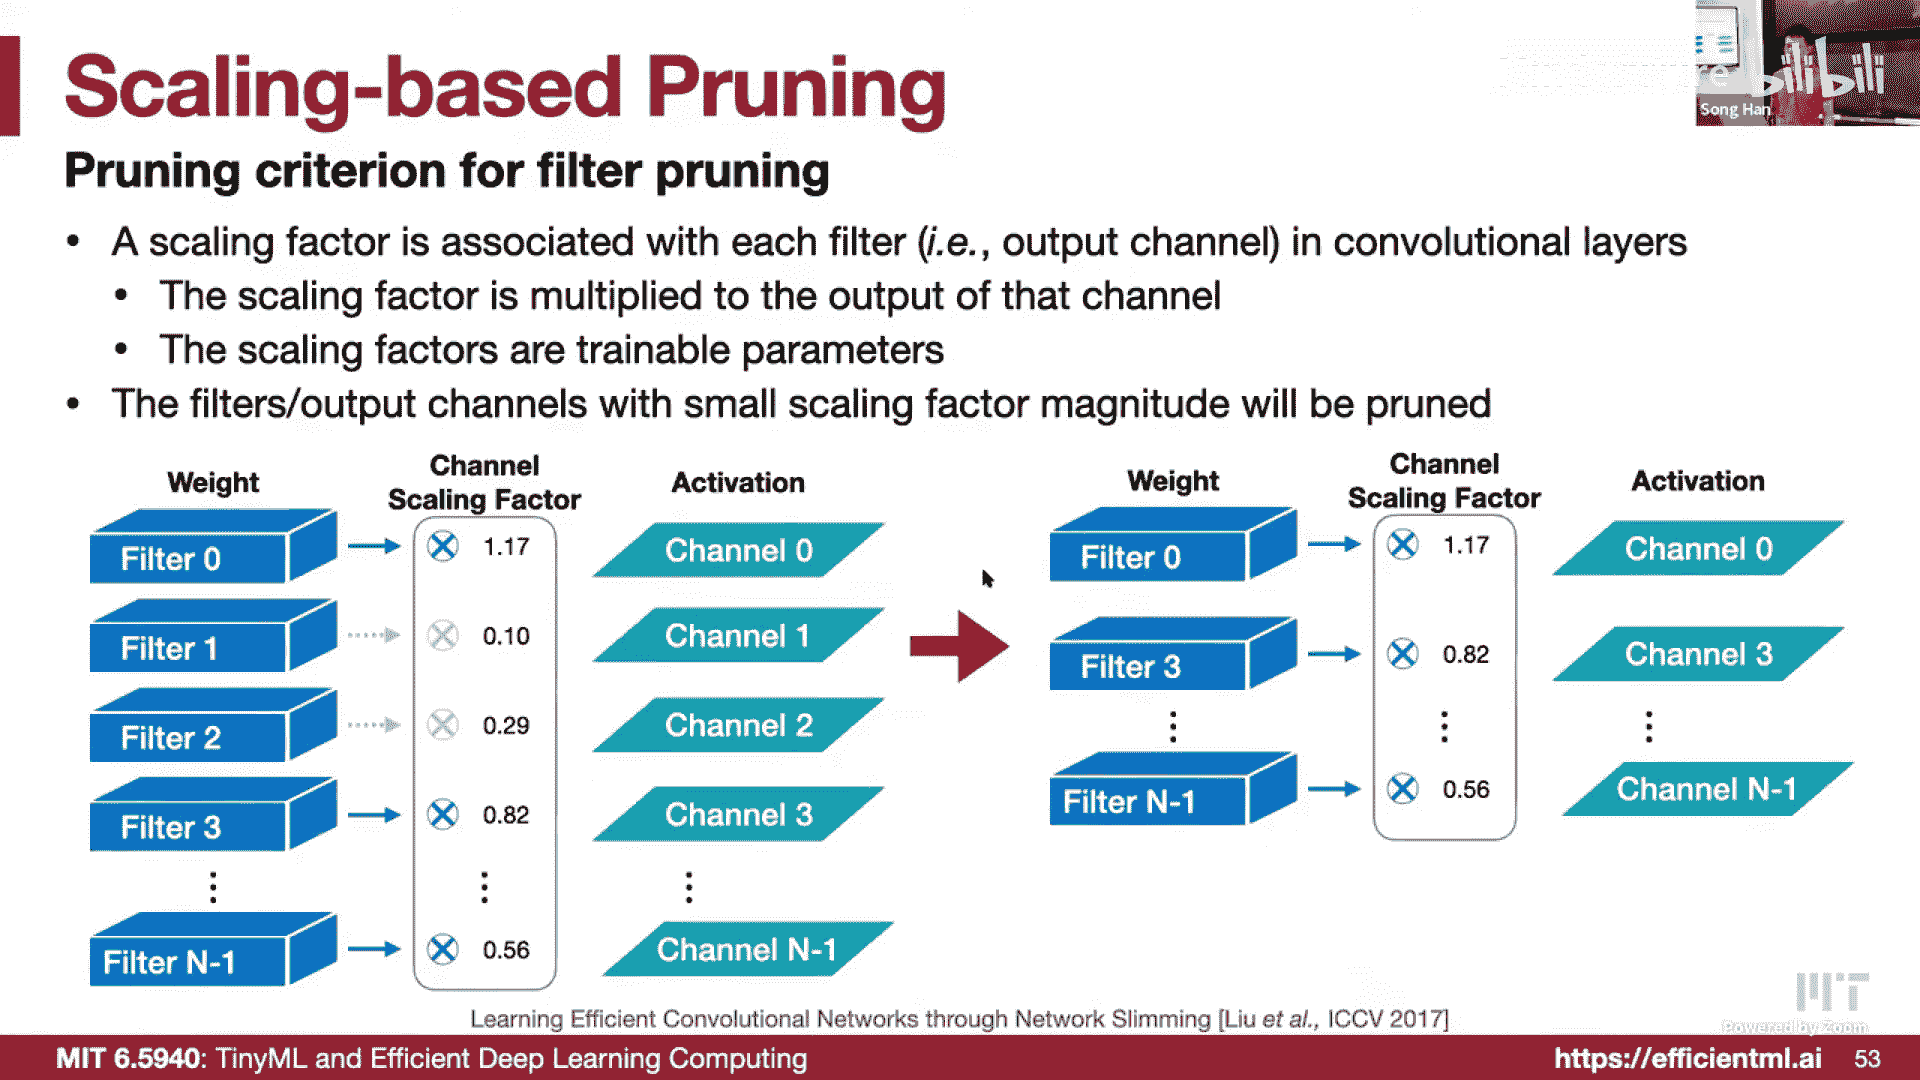 Scaling-based Pruning
bilibili
Song Han
Pruning criterion for filter pruning
• A scaling factor is associated with each filter (i.e., output channel) in convolutional layers
• The scaling factor is multiplied to the output of that channel
• The scaling factors are trainable parameters
• The filters/output channels with small scaling factor magnitude will be pruned
Weight
Channel
Scaling Factor
Activation
Filter 0
1.17
Channel 0
Filter 1
0.10
Channel 1
Filter 2
0.29
Channel 2
Filter 3
0.82
Channel 3
Filter N-1
0.56
Channel N-1
Weight
Channel
Scaling Factor
Activation
Filter 0
1.17
Channel 0
Filter 3
0.82
Channel 3
Filter N-1
0.56
Channel N-1
Learning Efficient Convolutional Networks through Network Slimming [Liu et al., ICCV 2017]
MIT
Powered by Zoom
MIT 6.5940: TinyML and Efficient Deep Learning Computing
https://efficientml.ai
53